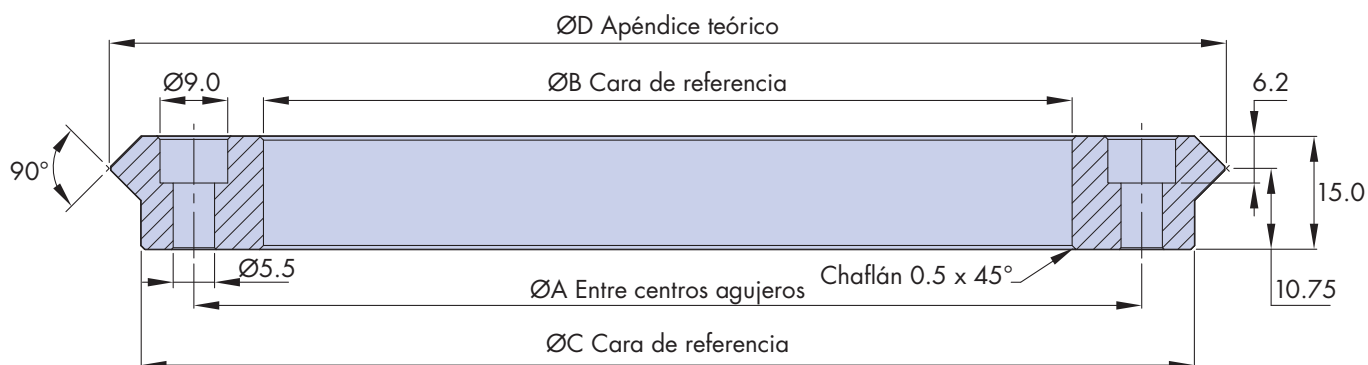 ØD Apéndice teórico
Ø9.0
ØB Cara de referencia
6.2
90°
15.0
Ø5.5
Chaflán 0.5 x 45°
ØA Entre centros agujeros
10.75
ØC Cara de referencia